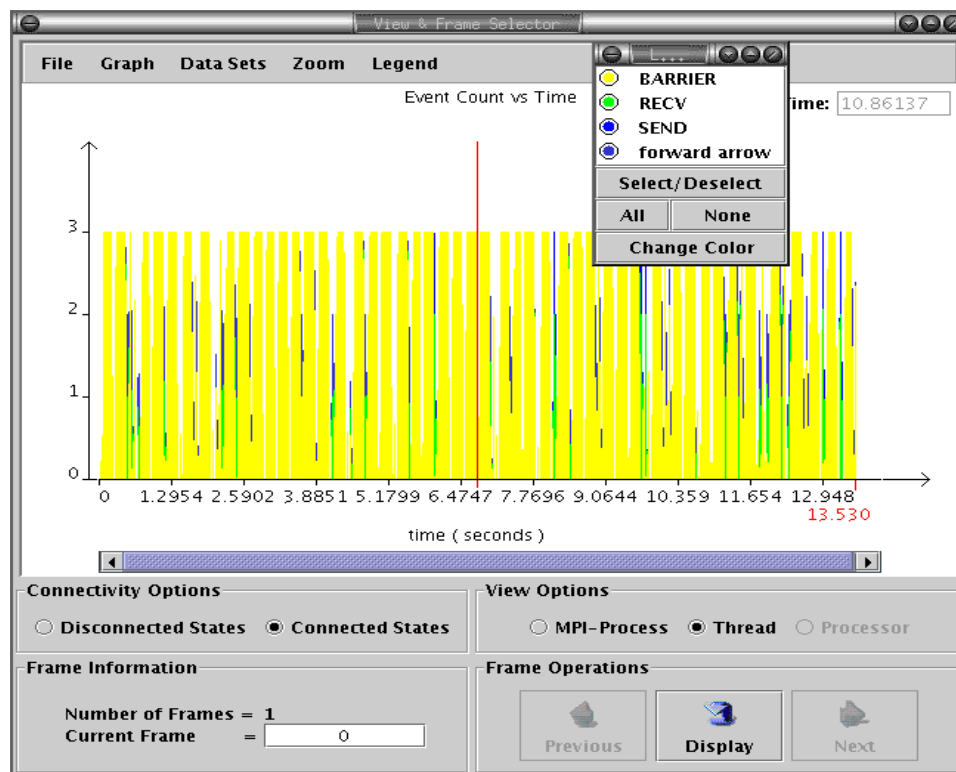 View & Frame Selector
File Graph Data Sets Zoom Legend
L...
BARRIER
RECV
SEND
forward arrow
Select/Deselect
All None
Change Color
Event Count vs Time
ime: 10.86137
3
2
1
0
0 1.2954 2.5902 3.8851 5.1799 6.4747 7.7696 9.0644 10.359 11.654 12.948
13.530
time ( seconds )
Connectivity Options
Disconnected States Connected States
View Options
MPI-Process Thread Processor
Frame Information
Number of Frames = 1
Current Frame = 0
Frame Operations
Previous Display Next